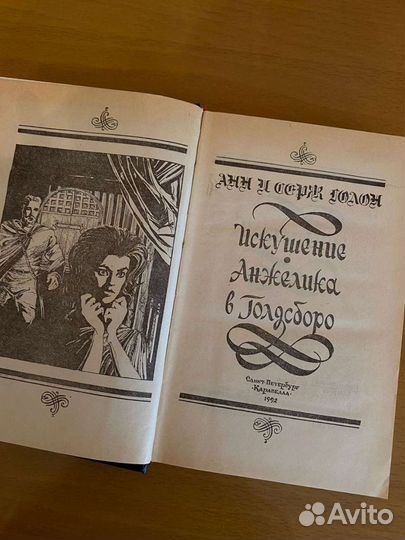 АНН И СЕРЖ ГОЛОН
Искушение
Анжелика
в Голдсборо
Санкт-Петербург
"Каравелла"
1992
Avito